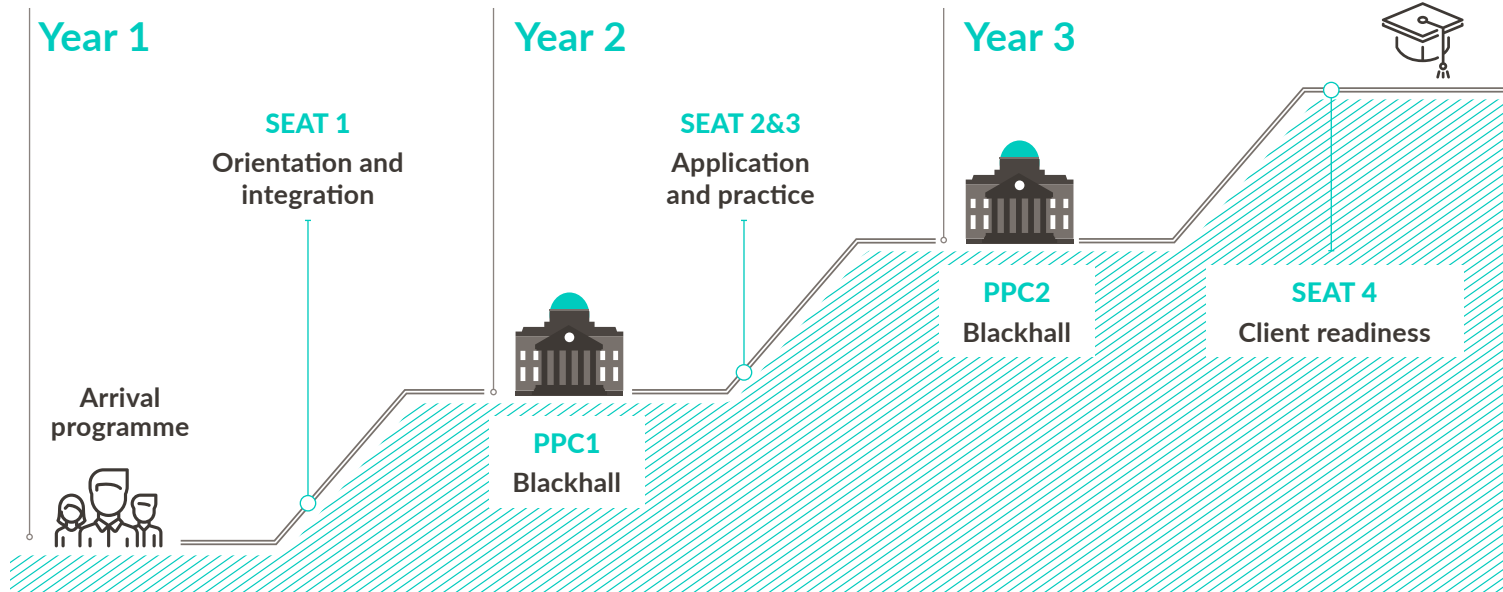 Year 1
Year 2
Year 3
SEAT 1
Orientation and
integration
SEAT 2&3
Application
and practice
PPC2
Blackhall
SEAT 4
Client readiness
Arrival
programme
PPC1
Blackhall